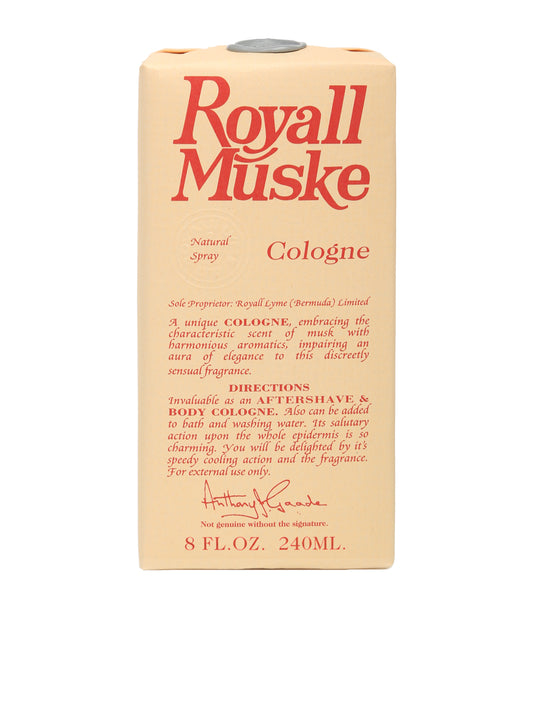 Royall
Muske
Natural
Spray
Cologne
Sole Proprietor: Royall Lyme (Bermuda) Limited
A unique COLOGNE, embracing the
characteristic scent of musk with
harmonious aromatics, impairing an
aura of elegance to this discreetly
sensual fragrance.
DIRECTIONS
Invaluable as an AFTERSHAVE &
BODY COLOGNE. Also can be added
to bath and washing water. Its salutary
action upon the whole epidermis is so
charming. You will be delighted by it's
speedy cooling action and the fragrance.
For external use only.
Anthony J. Gaade
Not genuine without the signature.
8 FL.OZ. 240ML.